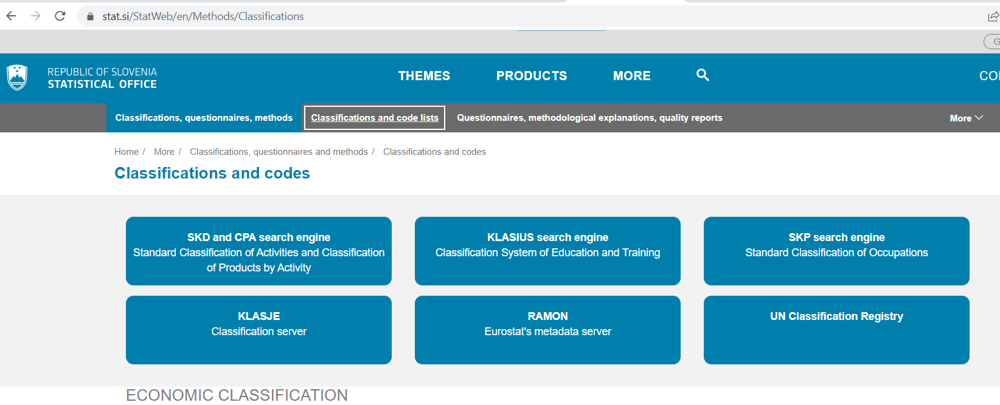 stat.si/StatWeb/en/Methods/Classifications
REPUBLIC OF SLOVENIA
STATISTICAL OFFICE
THEMES
PRODUCTS
MORE
Classifications, questionnaires, methods
Classifications and code lists
Questionnaires, methodological explanations, quality reports
More
Home / More / Classifications, questionnaires and methods / Classifications and codes
Classifications and codes
SKD and CPA search engine
Standard Classification of Activities and Classification
of Products by Activity
KLASIUS search engine
Classification System of Education and Training
SKP search engine
Standard Classification of Occupations
KLASJE
Classification server
RAMON
Eurostat's metadata server
UN Classification Registry
ECONOMIC CLASSIFICATION